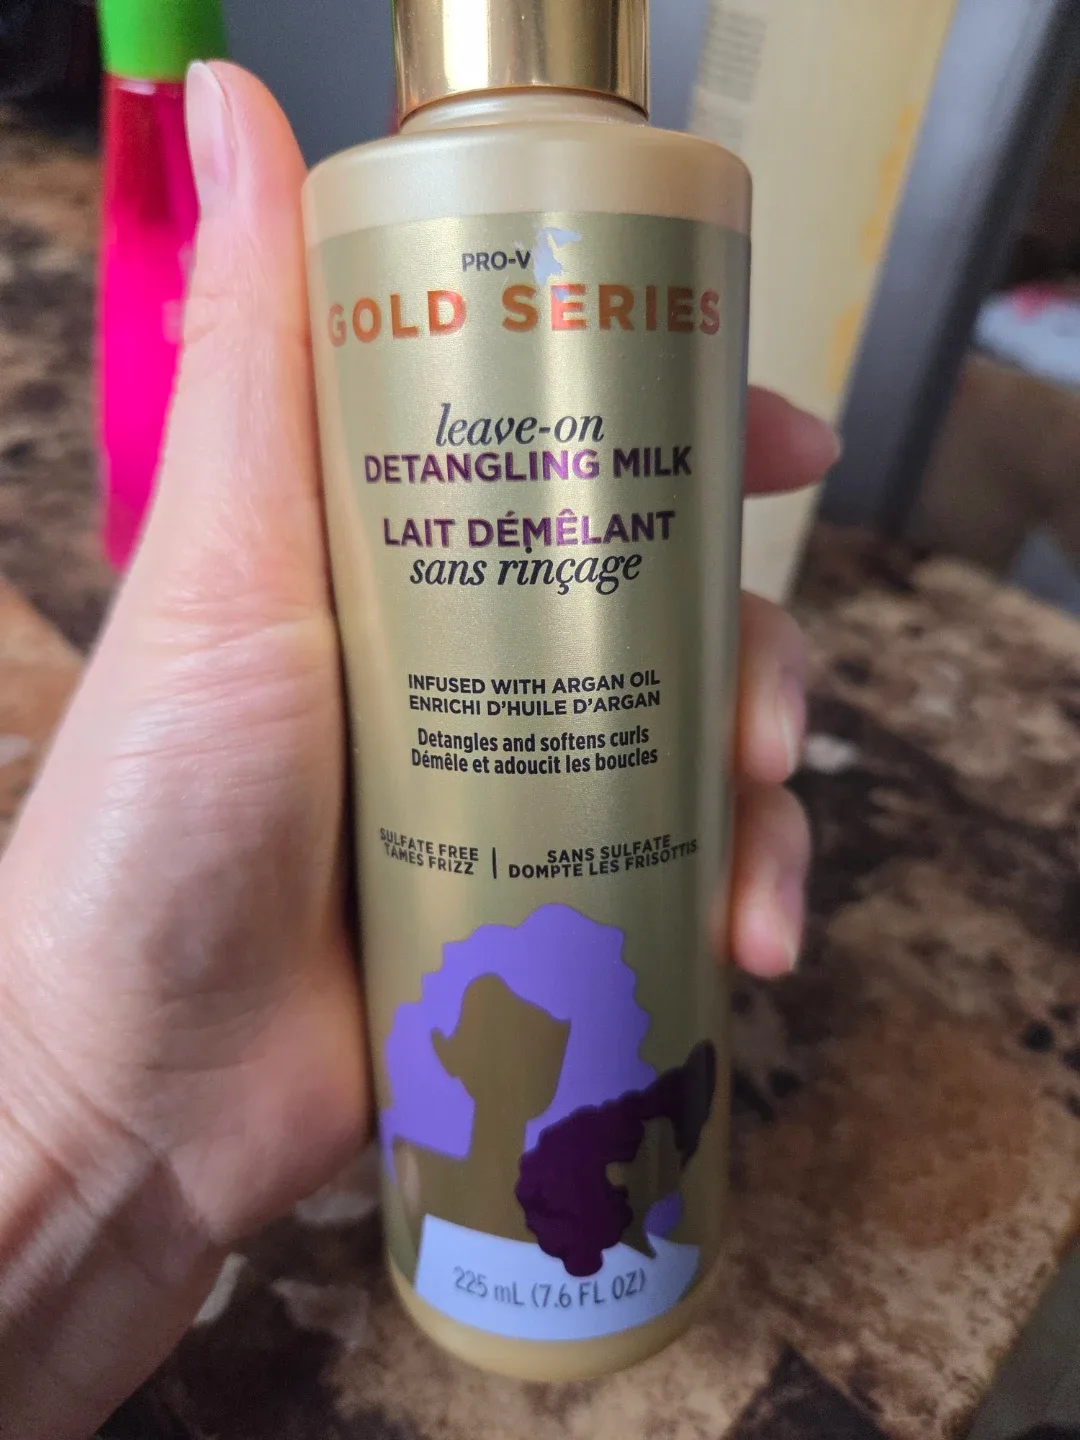 PRO-V
GOLD SERIES
leave-on
DETANGLING MILK
LAIT DÉMÊLANT
sans rinçage
INFUSED WITH ARGAN OIL
ENRICHI D'HUILE D'ARGAN
Detangles and softens curls
Démêle et adoucit les boucles
SULFATE FREE
TAMES FRIZZ
SANS SULFATE
DOMPTE LES FRISOTTIS
225 mL (7.6 FL OZ)